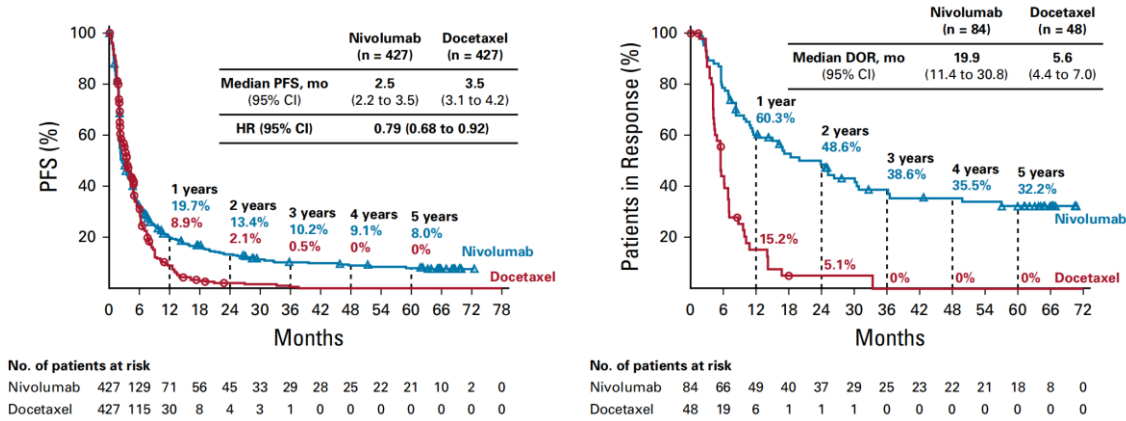 Nivolumab Docetaxel
(n = 427) (n = 427)
Median PFS, mo 2.5 3.5
(95% CI) (2.2 to 3.5) (3.1 to 4.2)
HR (95% CI) 0.79 (0.68 to 0.92)
PFS (%)
100
80
60
40
20
1 years
19.7%
8.9%
2 years
13.4%
2.1%
3 years
10.2%
0.5%
4 years
9.1%
0%
5 years
8.0%
0%
Nivolumab
Docetaxel
0 6 12 18 24 30 36 42 48 54 60 66 72 78
Months
No. of patients at risk
Nivolumab 427 129 71 56 45 33 29 28 25 22 21 10 2 0
Docetaxel 427 115 30 8 4 3 1 0 0 0 0 0 0 0
Nivolumab Docetaxel
(n = 84) (n = 48)
Median DOR, mo 19.9 5.6
(95% CI) (11.4 to 30.8) (4.4 to 7.0)
Patients in Response (%)
100
80
60
40
20
1 year
60.3%
2 years
48.6%
3 years
38.6%
4 years
35.5%
5 years
32.2%
Nivolumab
15.2%
5.1%
0%
0%
0%
Docetaxel
0 6 12 18 24 30 36 42 48 54 60 66 72
Months
No. of patients at risk
Nivolumab 84 66 49 40 37 29 25 23 22 21 18 8 0
Docetaxel 48 19 6 1 1 1 0 0 0 0 0 0 0